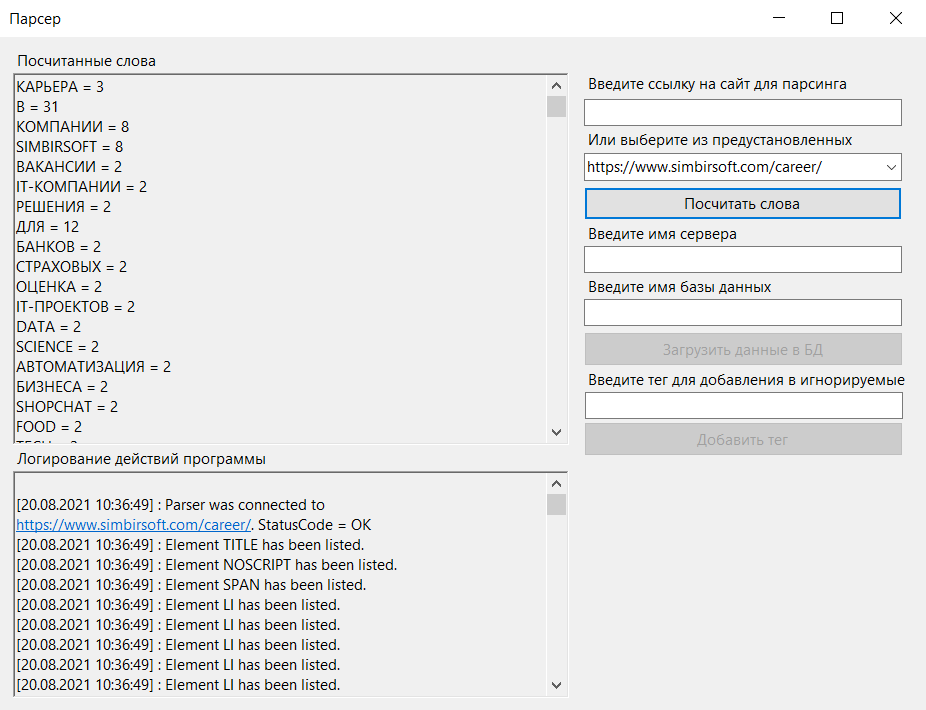 Парсер
Посчитанные слова
КАРЬЕРА = 3
В = 31
КОМПАНИИ = 8
SIMBIRSOFT = 8
ВАКАНСИИ = 2
IT-КОМПАНИИ = 2
РЕШЕНИЯ = 2
ДЛЯ = 12
БАНКОВ = 2
СТРАХОВЫХ = 2
ОЦЕНКА = 2
IT-ПРОЕКТОВ = 2
DATA = 2
SCIENCE = 2
АВТОМАТИЗАЦИЯ = 2
БИЗНЕСА = 2
SHOPCHAT = 2
FOOD = 2
Логирование действий программы
[20.08.2021 10:36:49] : Parser was connected to
https://www.simbirsoft.com/career/. StatusCode = OK
[20.08.2021 10:36:49] : Element TITLE has been listed.
[20.08.2021 10:36:49] : Element NOSCRIPT has been listed.
[20.08.2021 10:36:49] : Element SPAN has been listed.
[20.08.2021 10:36:49] : Element LI has been listed.
[20.08.2021 10:36:49] : Element LI has been listed.
[20.08.2021 10:36:49] : Element LI has been listed.
[20.08.2021 10:36:49] : Element LI has been listed.
[20.08.2021 10:36:49] : Element LI has been listed.
Введите ссылку на сайт для парсинга
Или выберите из предустановленных
https://www.simbirsoft.com/career/
Посчитать слова
Введите имя сервера
Введите имя базы данных
Загрузить данные в БД
Введите тег для добавления в игнорируемые
Добавить тег